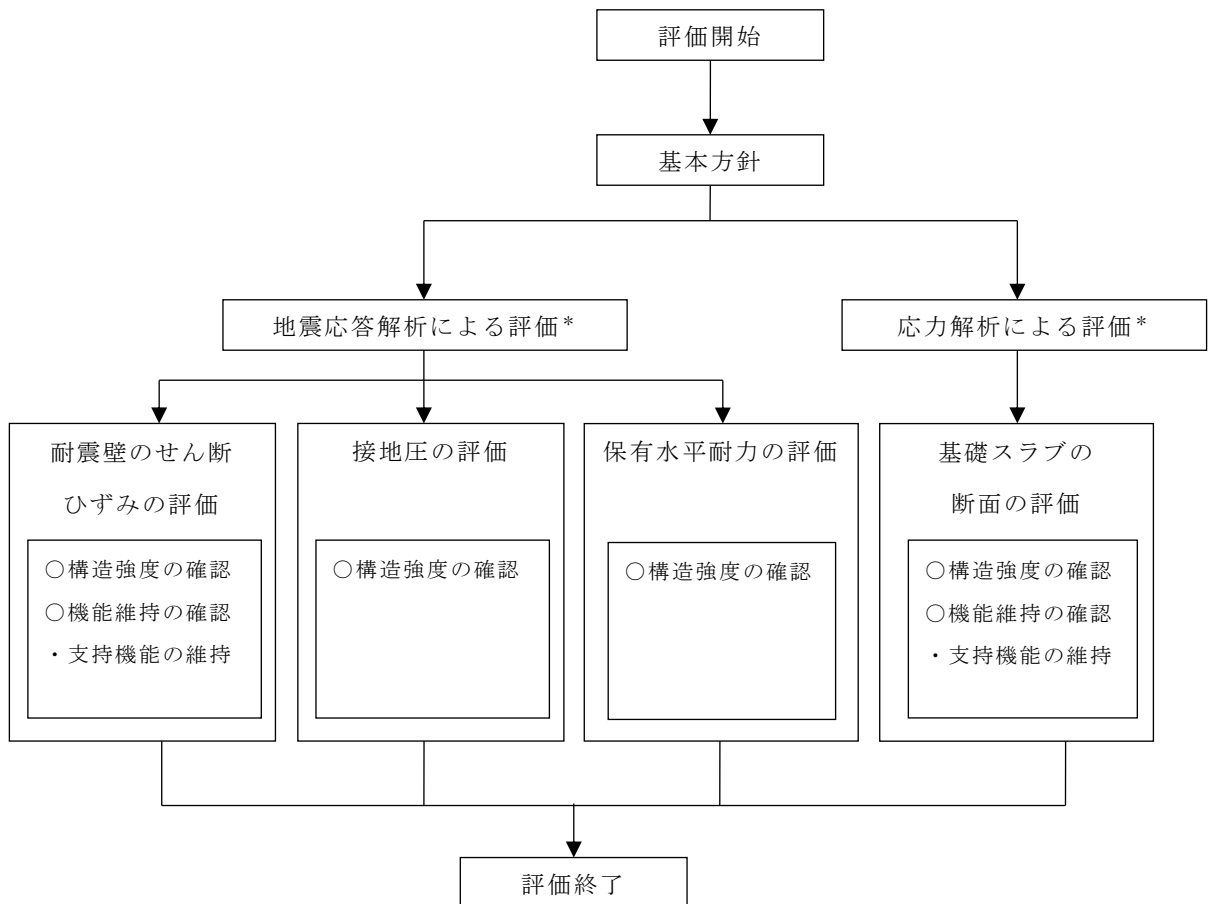 評価開始
基本方針
地震応答解析による評価*
応力解析による評価*
耐震壁のせん断
ひずみの評価
○構造強度の確認
○機能維持の確認
・支持機能の維持
接地圧の評価
○構造強度の確認
保有水平耐力の評価
○構造強度の確認
基礎スラブの
断面の評価
○構造強度の確認
○機能維持の確認
・支持機能の維持
評価終了